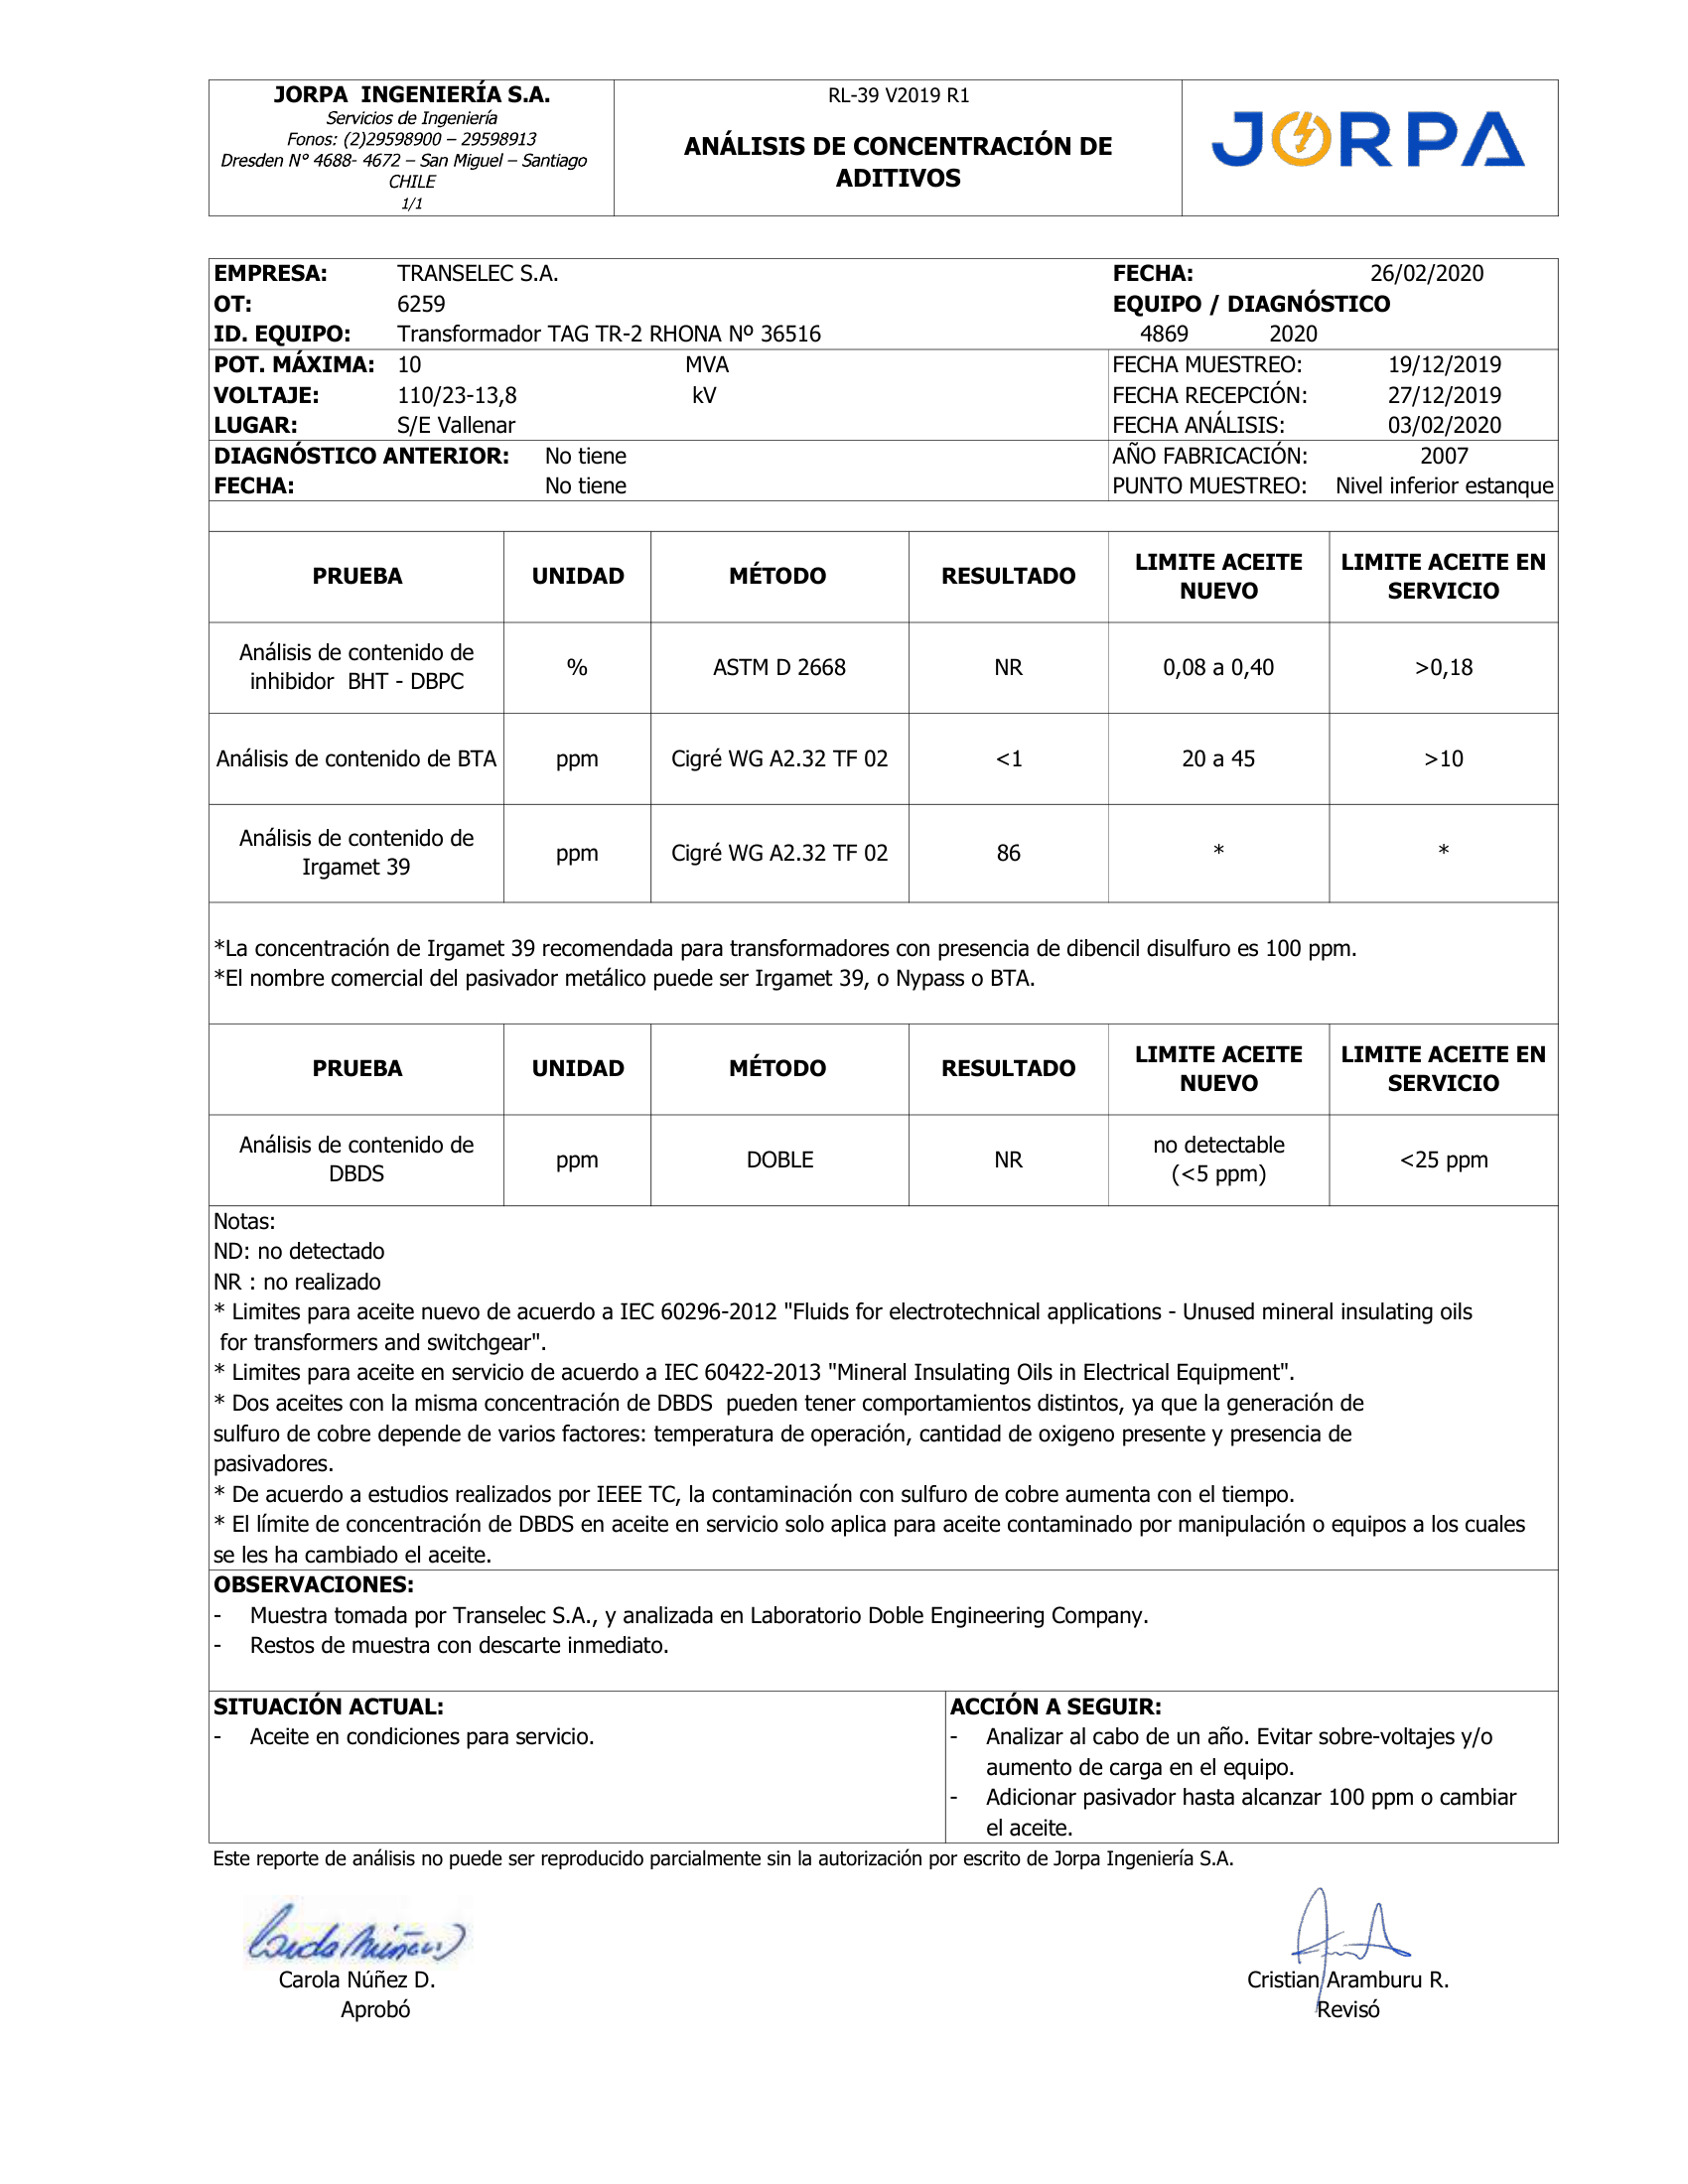 JORPA INGENIERÍA S.A.
Servicios de Ingeniería
Fonos: (2)29598900 – 29598913
Dresden N° 4688- 4672 – San Miguel – Santiago
CHILE
1/1
RL-39 V2019 R1
ANÁLISIS DE CONCENTRACIÓN DE
ADITIVOS
JORPA
EMPRESA: TRANSELEC S.A. FECHA: 26/02/2020
OT: 6259 EQUIPO / DIAGNÓSTICO
ID. EQUIPO: Transformador TAG TR-2 RHONA Nº 36516 4869 2020
POT. MÁXIMA: 10 MVA FECHA MUESTREO: 19/12/2019
VOLTAJE: 110/23-13,8 kV FECHA RECEPCIÓN: 27/12/2019
LUGAR: S/E Vallenar FECHA ANÁLISIS: 03/02/2020
DIAGNÓSTICO ANTERIOR: No tiene AÑO FABRICACIÓN: 2007
FECHA: No tiene PUNTO MUESTREO: Nivel inferior estanque
PRUEBA UNIDAD MÉTODO RESULTADO LIMITE ACEITE NUEVO LIMITE ACEITE EN SERVICIO
Análisis de contenido de inhibidor BHT - DBPC % ASTM D 2668 NR 0,08 a 0,40 >0,18
Análisis de contenido de BTA ppm Cigré WG A2.32 TF 02 <1 20 a 45 >10
Análisis de contenido de Irgamet 39 ppm Cigré WG A2.32 TF 02 86 * *
*La concentración de Irgamet 39 recomendada para transformadores con presencia de dibencil disulfuro es 100 ppm.
*El nombre comercial del pasivador metálico puede ser Irgamet 39, o Nypass o BTA.
PRUEBA UNIDAD MÉTODO RESULTADO LIMITE ACEITE NUEVO LIMITE ACEITE EN SERVICIO
Análisis de contenido de DBDS ppm DOBLE NR no detectable (<5 ppm) <25 ppm
Notas:
ND: no detectado
NR : no realizado
* Limites para aceite nuevo de acuerdo a IEC 60296-2012 "Fluids for electrotechnical applications - Unused mineral insulating oils
for transformers and switchgear".
* Limites para aceite en servicio de acuerdo a IEC 60422-2013 "Mineral Insulating Oils in Electrical Equipment".
* Dos aceites con la misma concentración de DBDS pueden tener comportamientos distintos, ya que la generación de
sulfuro de cobre depende de varios factores: temperatura de operación, cantidad de oxigeno presente y presencia de
pasivadores.
* De acuerdo a estudios realizados por IEEE TC, la contaminación con sulfuro de cobre aumenta con el tiempo.
* El límite de concentración de DBDS en aceite en servicio solo aplica para aceite contaminado por manipulación o equipos a los cuales
se les ha cambiado el aceite.
OBSERVACIONES:
- Muestra tomada por Transelec S.A., y analizada en Laboratorio Doble Engineering Company.
- Restos de muestra con descarte inmediato.
SITUACIÓN ACTUAL:
- Aceite en condiciones para servicio.
ACCIÓN A SEGUIR:
- Analizar al cabo de un año. Evitar sobre-voltajes y/o
aumento de carga en el equipo.
- Adicionar pasivador hasta alcanzar 100 ppm o cambiar
el aceite.
Este reporte de análisis no puede ser reproducido parcialmente sin la autorización por escrito de Jorpa Ingeniería S.A.
Carola Núñez D.
Aprobó
Cristian Aramburu R.
Revisó